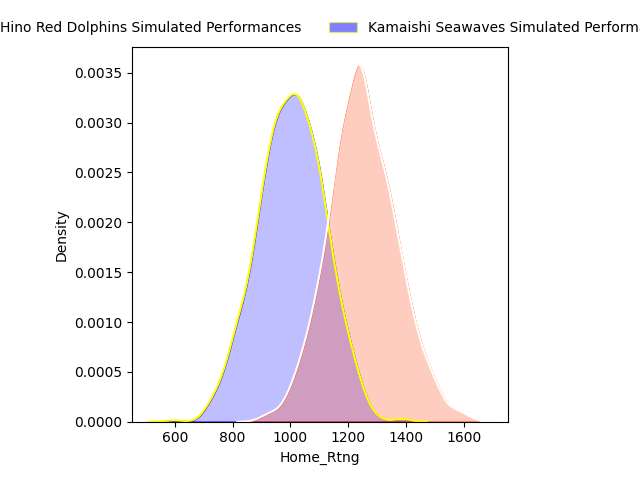 Hino Red Dolphins Simulated Performances Kamaishi Seawaves Simulated Perform
0.0035
0.0030
0.0025
0.0020
0.0015
0.0010
0.0005
0.0000
Density
600 800 1000 1200 1400 1600
Home_Rtng